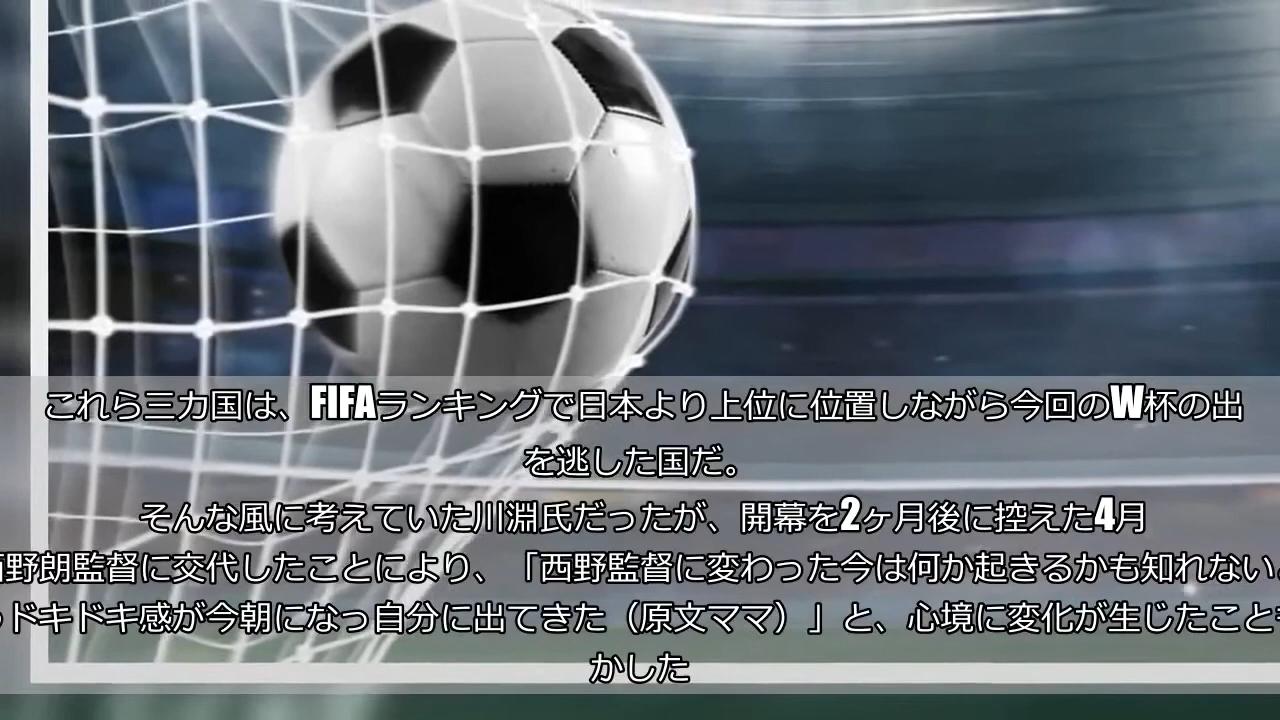 これら三カ国は、FIFAランキングで日本より上位に位置しながら今回のW杯の出
を逃した国だ。
そんな風に考えていた川淵氏だったが、開幕を2ヶ月後に控えた4月
野朗監督に交代したことにより、「西野監督に変わった今は何か起きるかも知れない
ドキドキ感が今朝になっ自分に出てきた（原文ママ）」と、心境に変化が生じたこと
かした